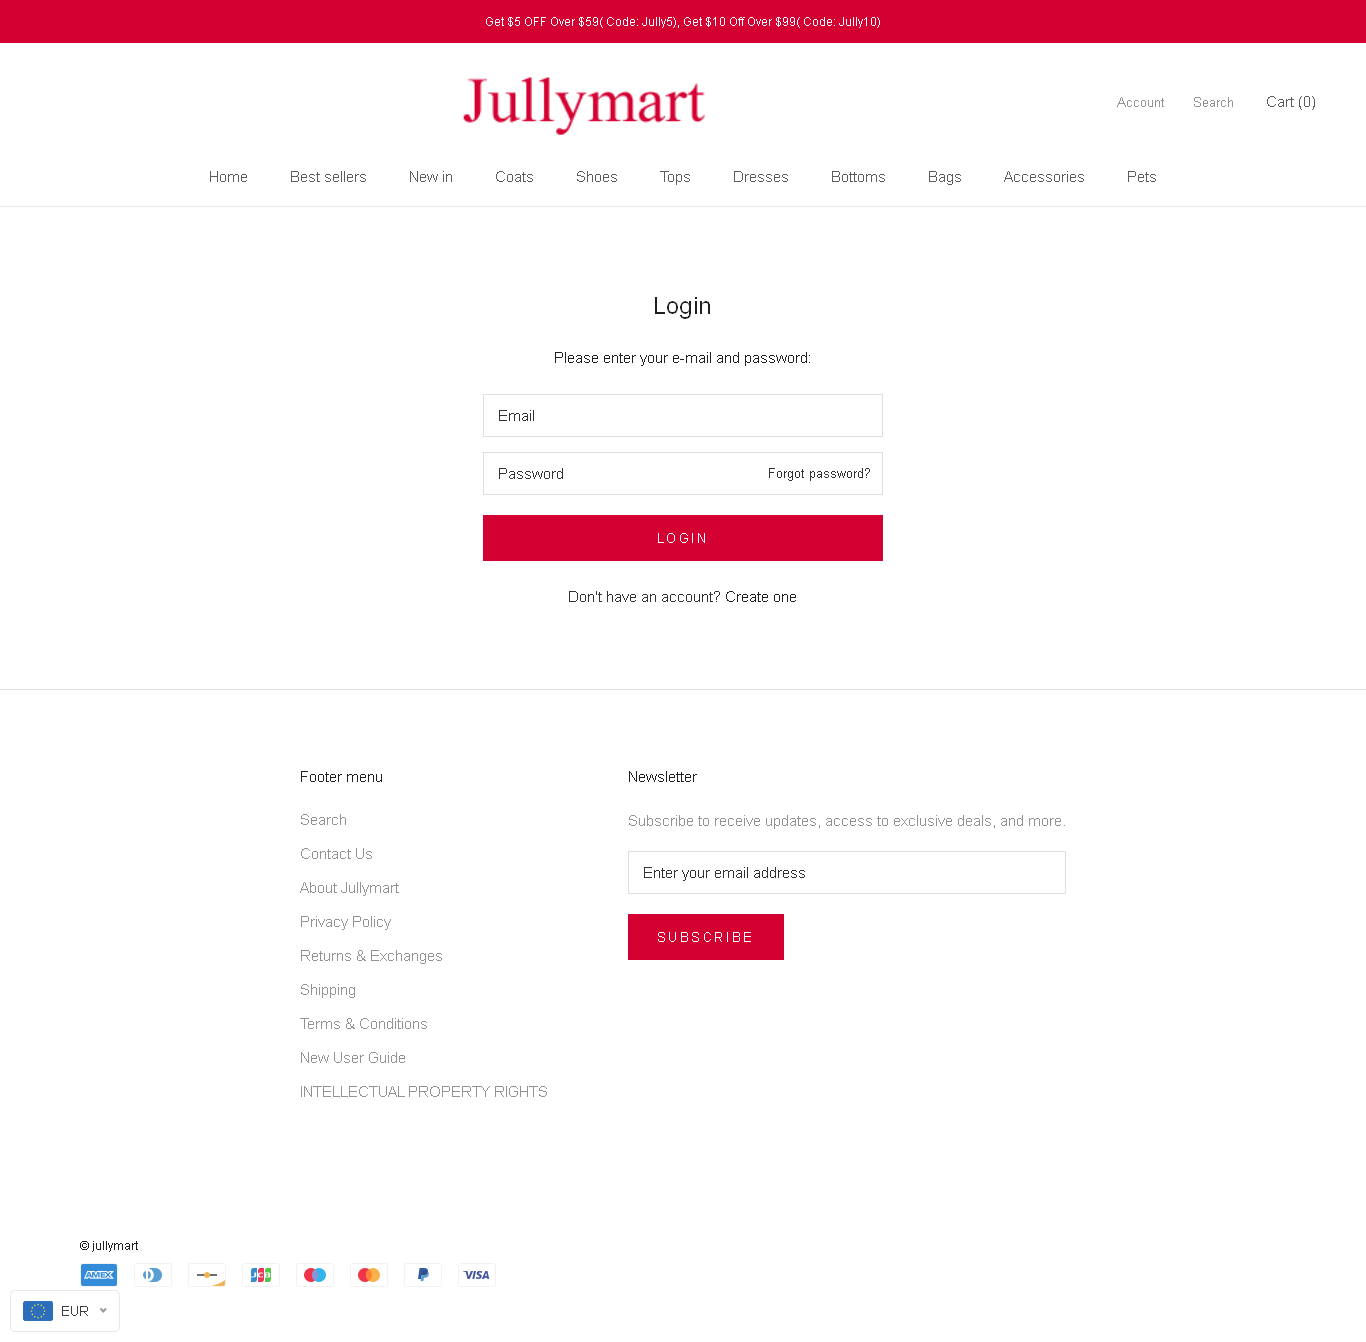 Get $5 OFF Over $59( Code: Jully5), Get $10 Off Over $99( Code: Jully10)
Jullymart
Account Search Cart (0)
Home Best sellers New in Coats Shoes Tops Dresses Bottoms Bags Accessories Pets
Login
Please enter your e-mail and password:
Email
Password Forgot password?
LOGIN
Don't have an account? Create one
Footer menu
Search
Contact Us
About Jullymart
Privacy Policy
Returns & Exchanges
Shipping
Terms & Conditions
New User Guide
INTELLECTUAL PROPERTY RIGHTS
Newsletter
Subscribe to receive updates, access to exclusive deals, and more.
Enter your email address
SUBSCRIBE
© jullymart
AMEX JCB VISA
EUR